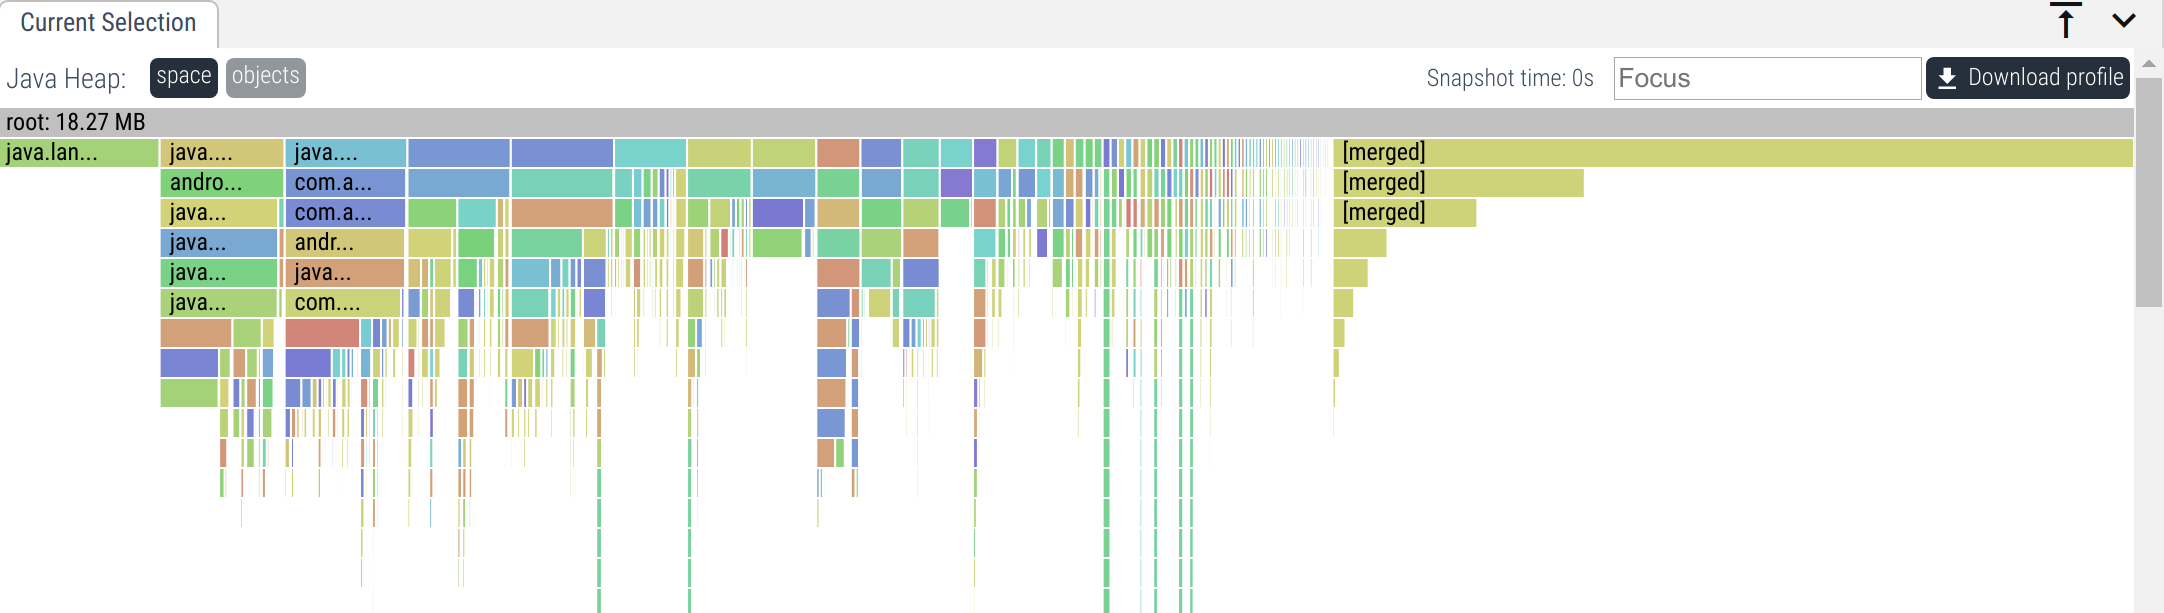 Current Selection
Java Heap: space objects Snapshot time: 0s Focus Download profile
root: 18.27 MB
java.lan... java.... java.... [merged]
andro... com.a... [merged]
java... com.a... [merged]
java... andr...
java... java...
java... com....